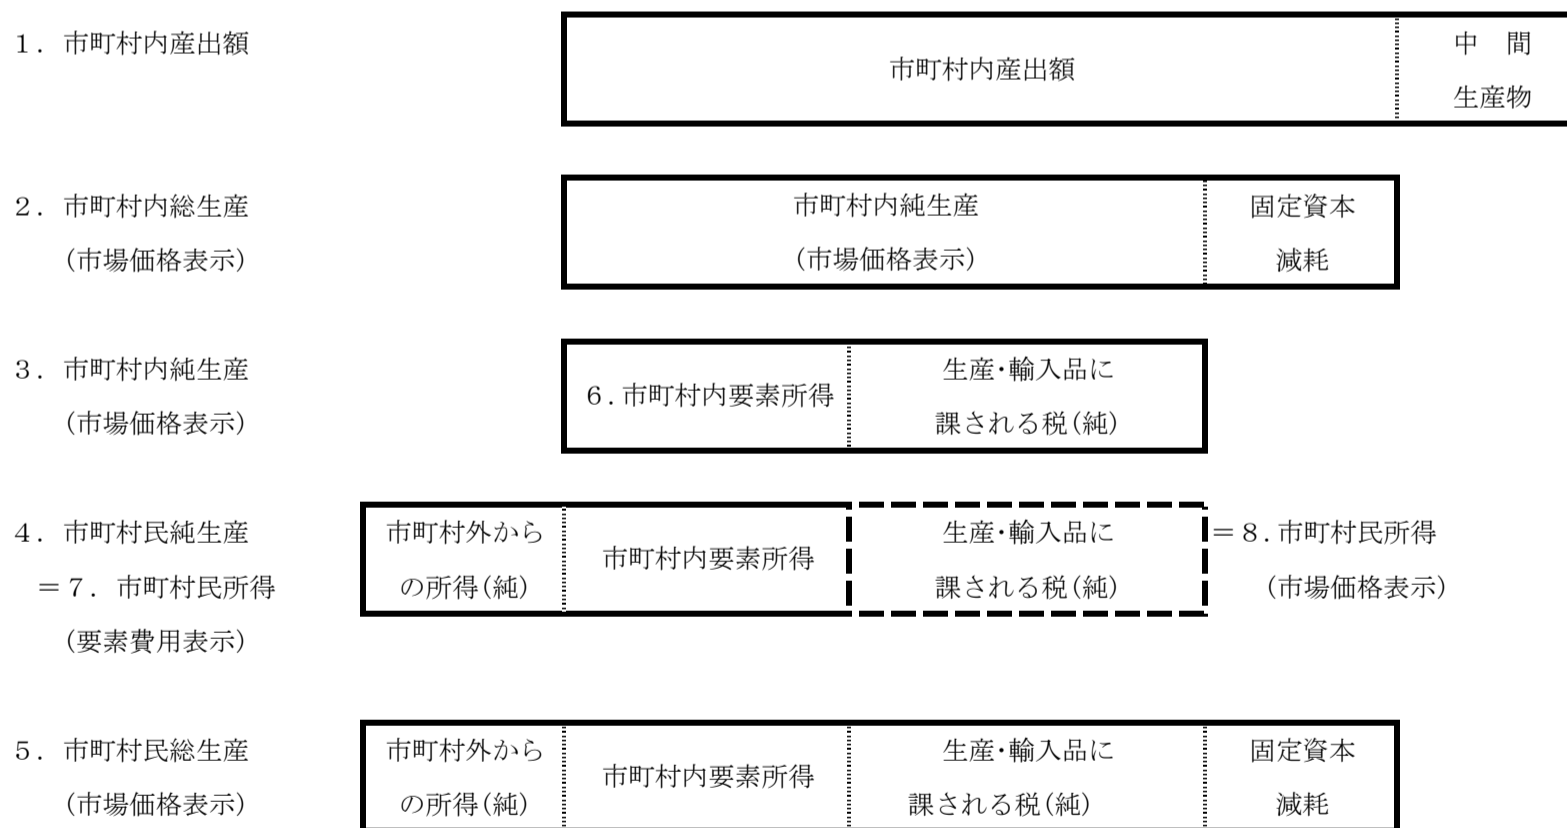 １．市町村内産出額
市町村内産出額
中　間
生産物
２．市町村内総生産
(市場価格表示)
市町村内純生産
(市場価格表示)
固定資本
減耗
３．市町村内純生産
(市場価格表示)
６．市町村内要素所得
生産・輸入品に
課される税(純)
４．市町村民純生産
＝７．市町村民所得
(要素費用表示)
市町村外から
の所得(純)
市町村内要素所得
生産・輸入品に
課される税(純)
＝８．市町村民所得
(市場価格表示)
５．市町村民総生産
(市場価格表示)
市町村外から
の所得(純)
市町村内要素所得
生産・輸入品に
課される税(純)
固定資本
減耗